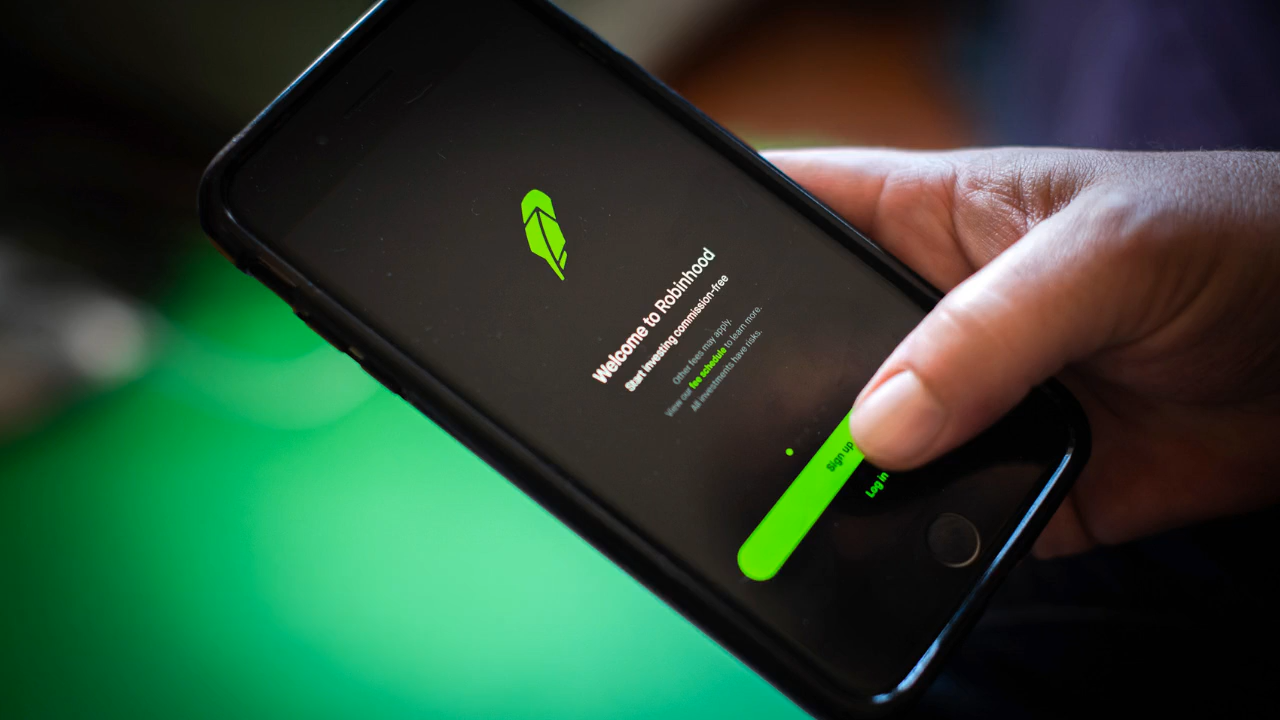 Welcome to Robinhood
Start investing commission-free
Other fees may apply.
View our fee schedule to learn more.
All investments have risks.
Sign up
Log in